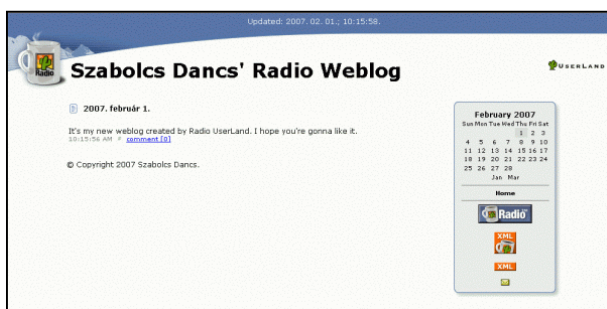 Updated: 2007. 02. 01.; 10:15:58.
Radio
Szabolcs Dancs' Radio Weblog
USERLAND
2007. február 1.
It's my new weblog created by Radio UserLand. I hope you're gonna like it.
10:15:56 AM # comment [0]
© Copyright 2007 Szabolcs Dancs.
February 2007
Sun Mon Tue Wed Thu Fri Sat
1 2 3
4 5 6 7 8 9 10
11 12 13 14 15 16 17
18 19 20 21 22 23 24
25 26 27 28
Jan Mar
Home
Radio
XML
XML